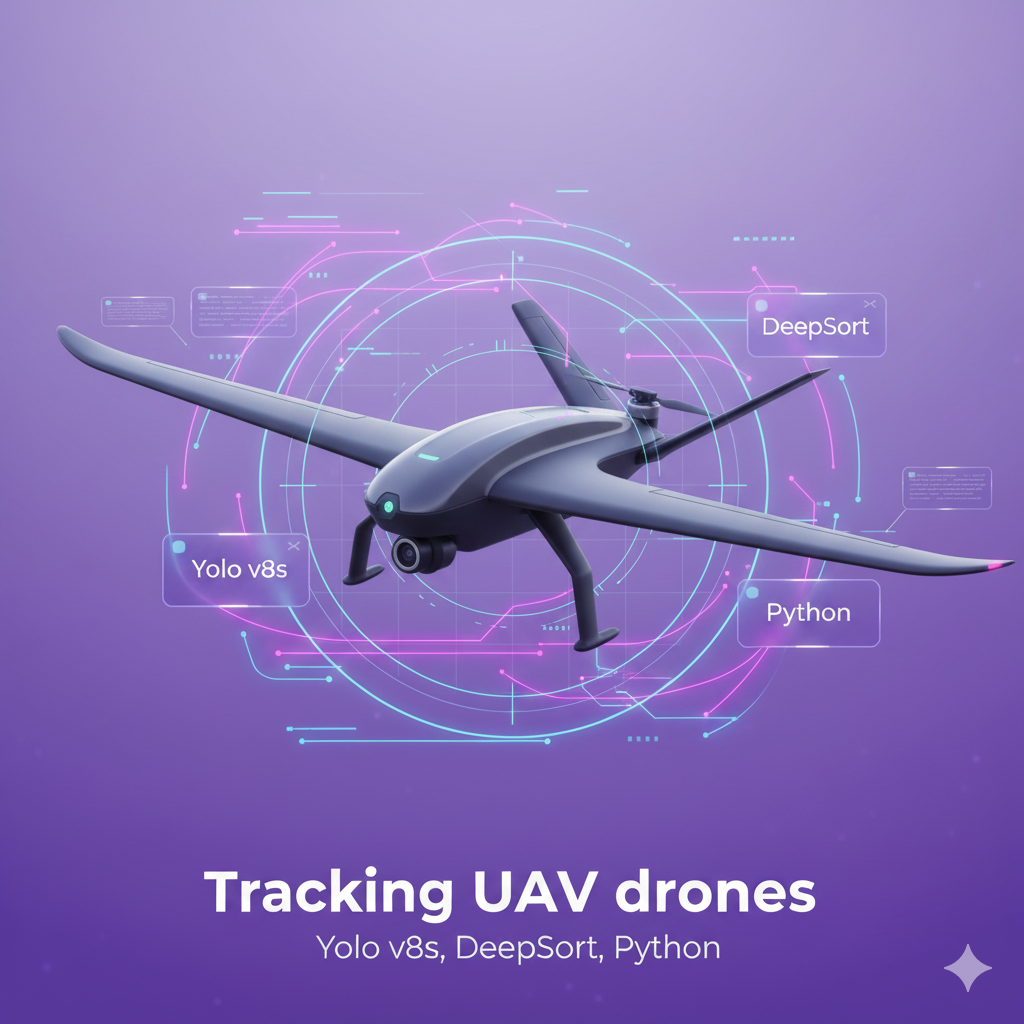 DeepSort
Yolo v8s
Python
Tracking UAV drones
Yolo v8s, DeepSort, Python